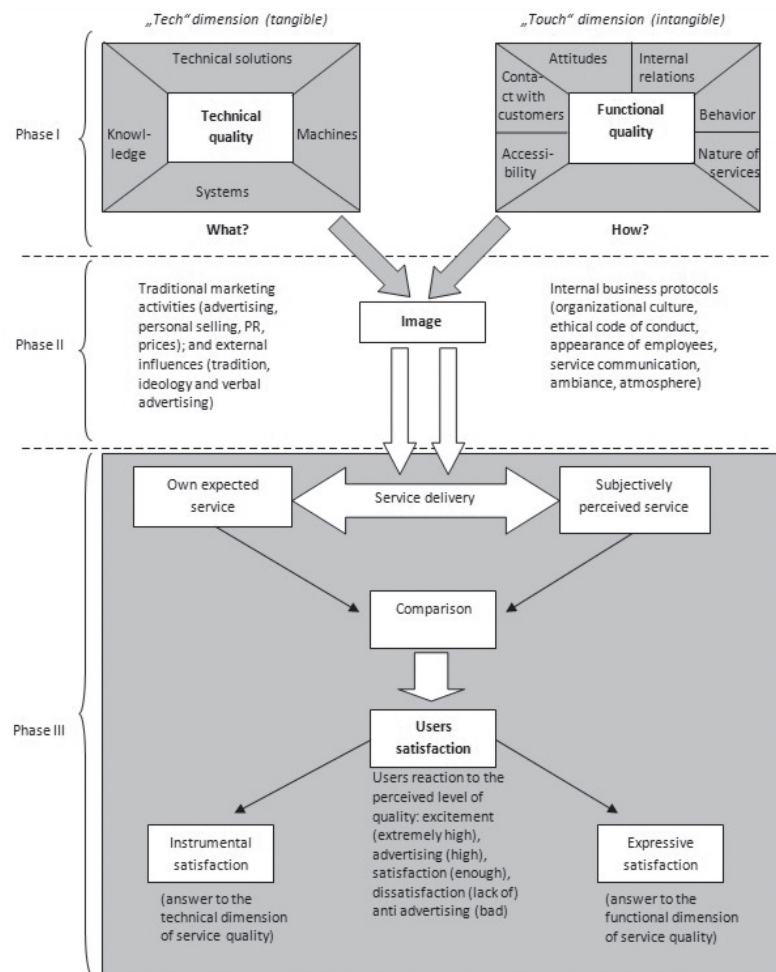 „Tech“ dimension (tangible)
„Touch“ dimension (intangible)
Phase I
Technical solutions
Knowl-
ledge
Technical
quality
Machines
Systems
What?
Attitudes
Internal
relations
Conta-
ct with
customers
Functional
quality
Behavior
Accessi-
bility
Nature of
services
How?
Phase II
Traditional marketing
activities (advertising,
personal selling, PR,
prices); and external
influences (tradition,
ideology and verbal
advertising)
Image
Internal business protocols
(organizational culture,
ethical code of conduct,
appearance of employees,
service communication,
ambiance, atmosphere)
Phase III
Own expected
service
Service delivery
Subjectively
perceived service
Comparison
Users
satisfaction
Users reaction to the
perceived level of
quality: excitement
(extremely high),
advertising (high),
satisfaction (enough),
dissatisfaction (lack of)
anti advertising (bad)
Instrumental
satisfaction
(answer to the
technical dimension
of service quality)
Expressive
satisfaction
(answer to the
functional dimension
of service quality)